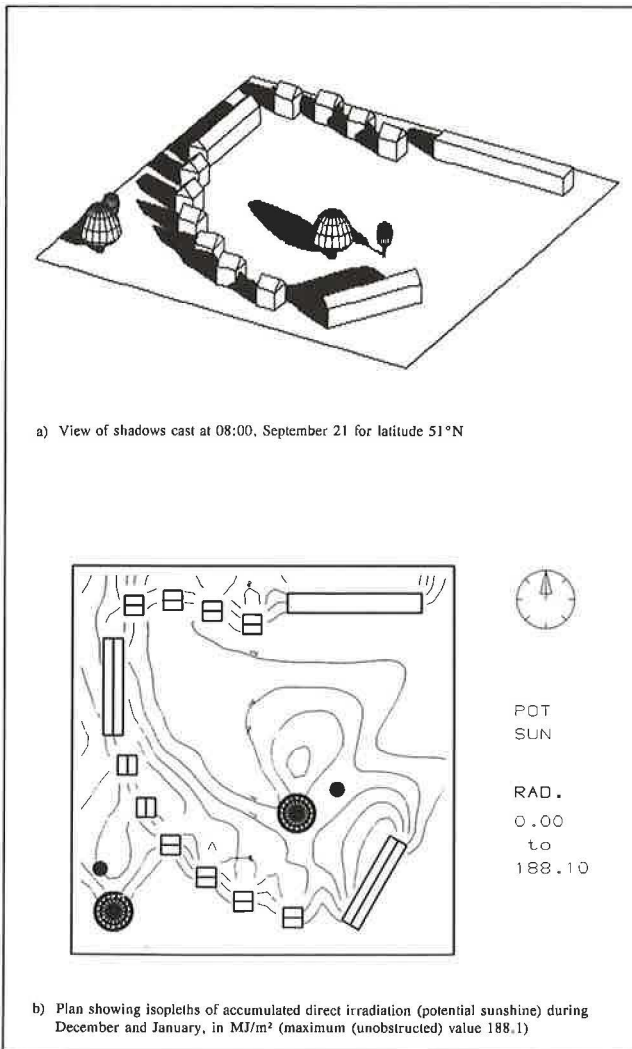 a) View of shadows cast at 08:00, September 21 for latitude 51°N
POT
SUN
RAD.
0.00
to
188.10
b) Plan showing isopleths of accumulated direct irradiation (potential sunshine) during
December and January, in MJ/m² (maximum (unobstructed) value 188.1)